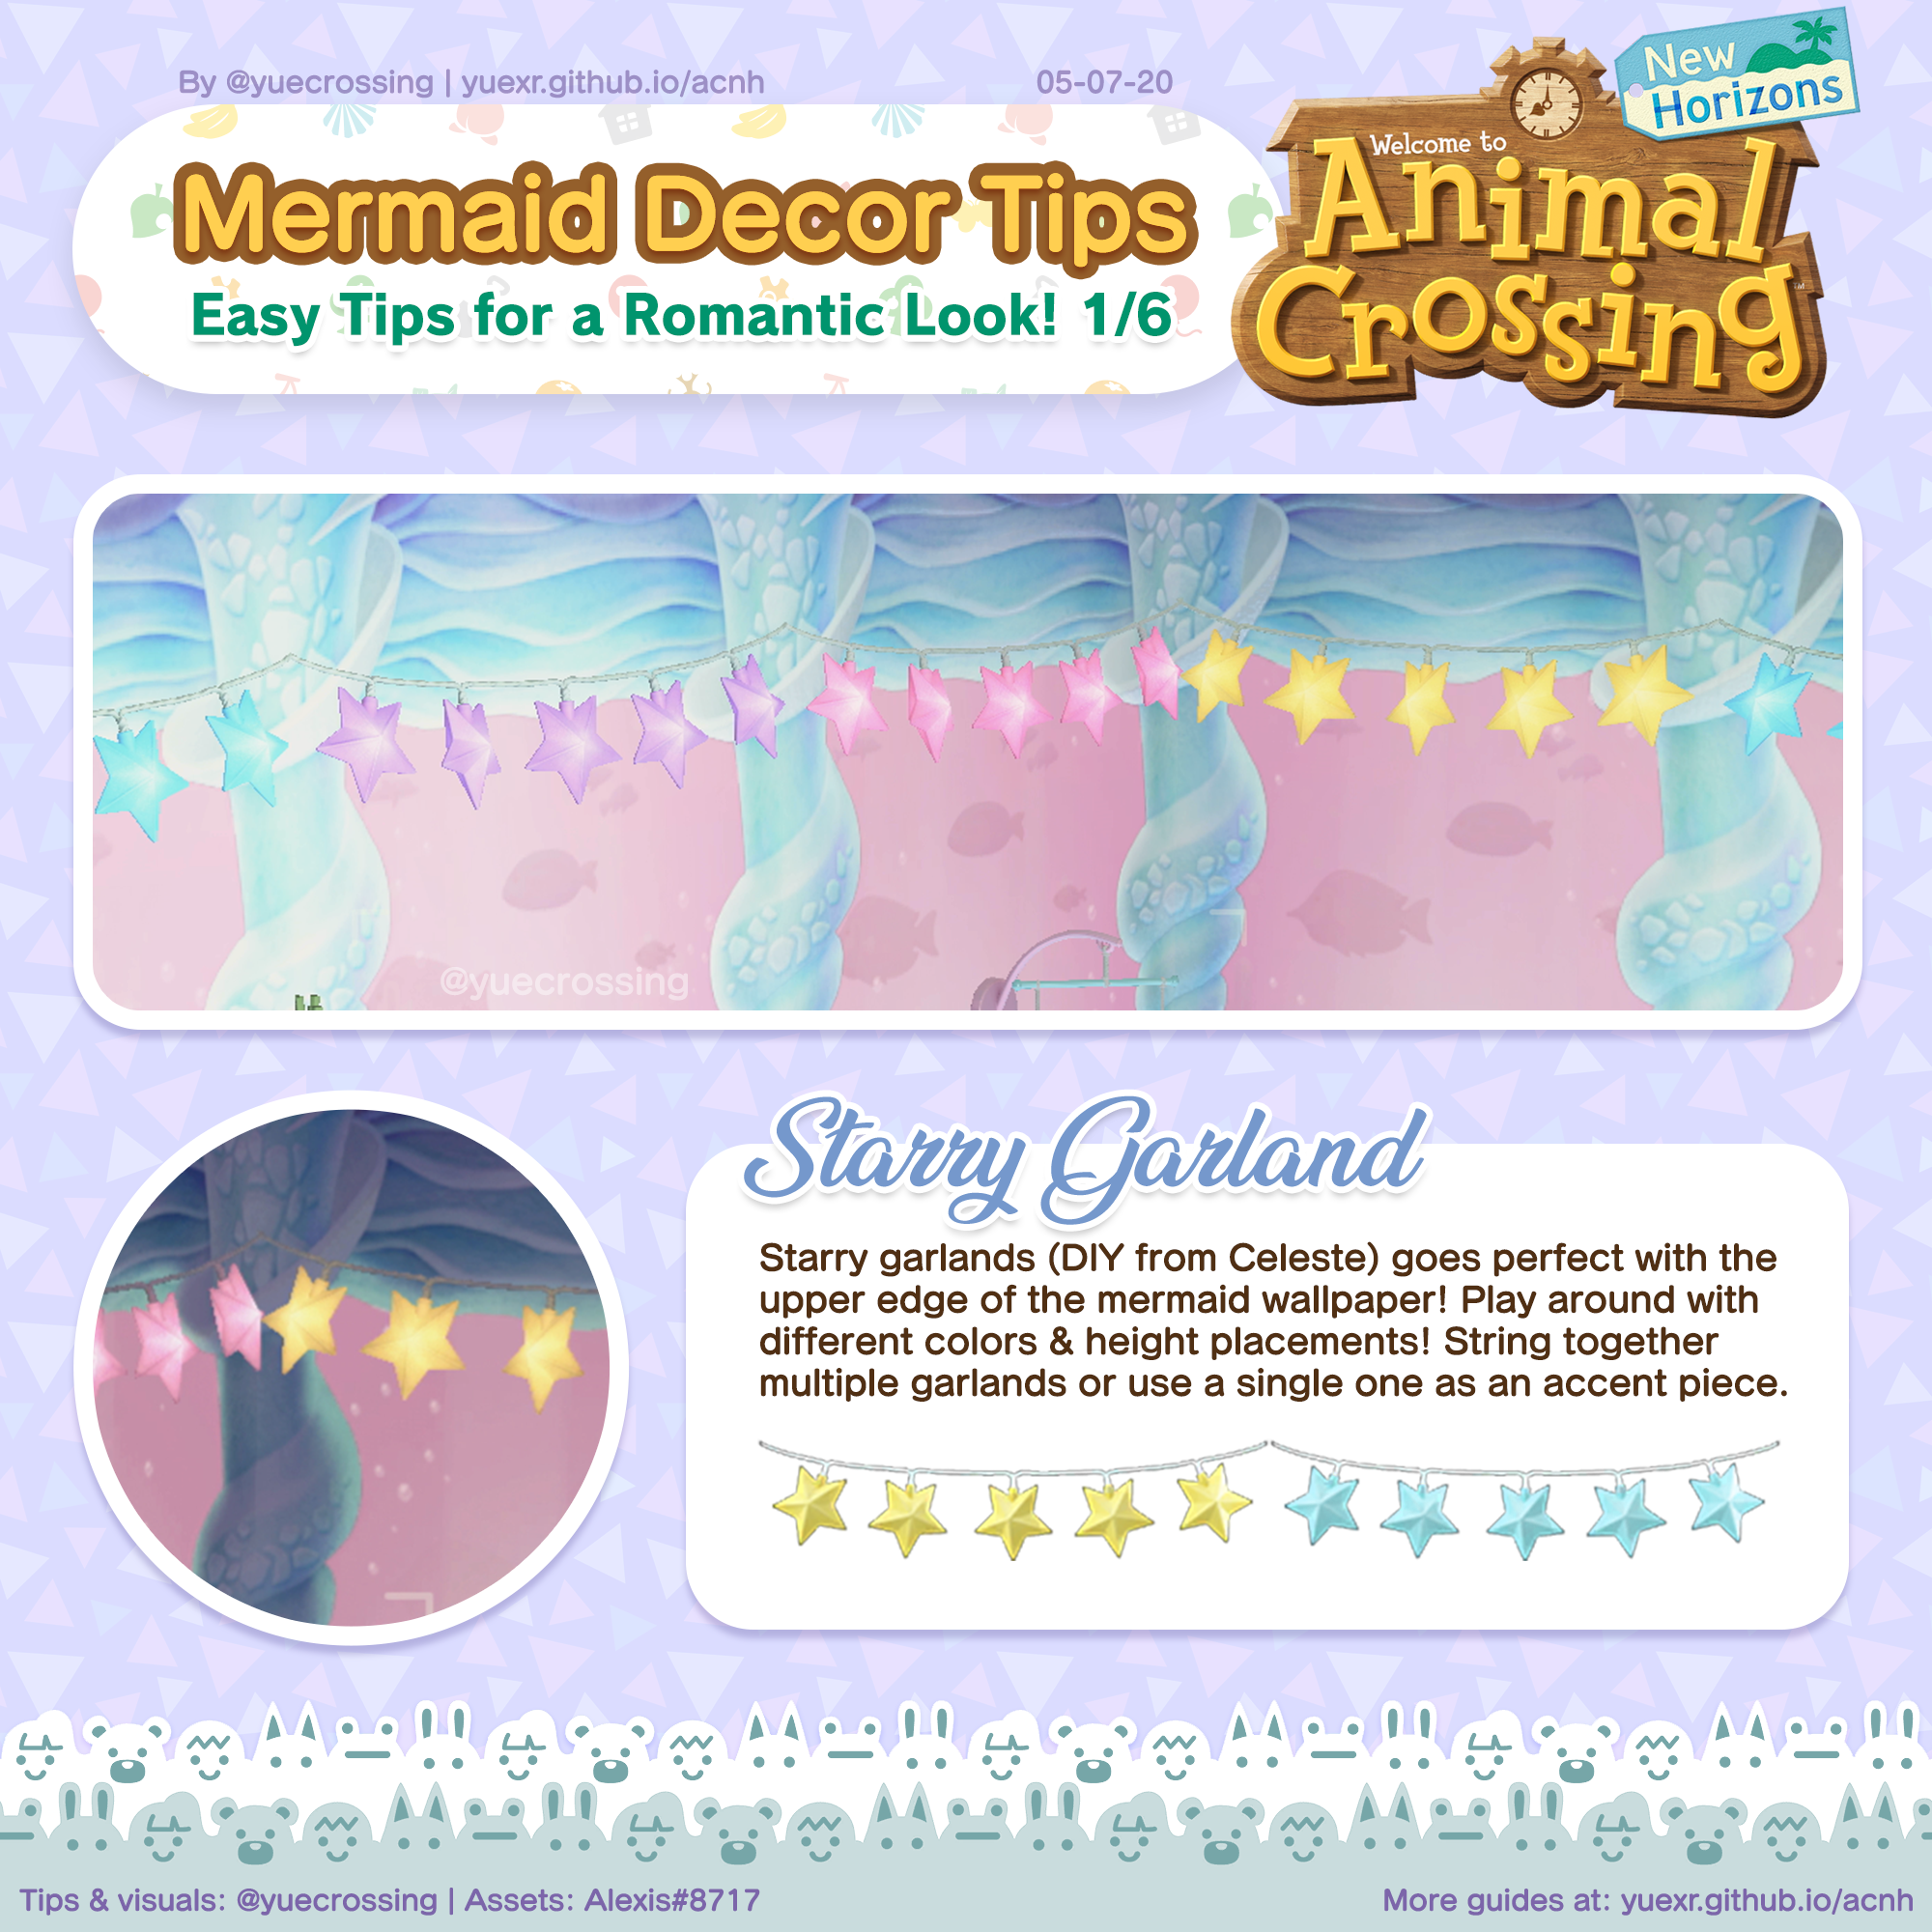 By @yuecrossing | yuexr.github.io/acnh 05-07-20
Mermaid Decor Tips
Easy Tips for a Romantic Look! 1/6
New
Horizons
Welcome to
Animal
Crossing
TM
@yuecrossing
Starry Garland
Starry garlands (DIY from Celeste) goes perfect with the
upper edge of the mermaid wallpaper! Play around with
different colors & height placements! String together
multiple garlands or use a single one as an accent piece.
Tips & visuals: @yuecrossing | Assets: Alexis#8717
More guides at: yuexr.github.io/acnh